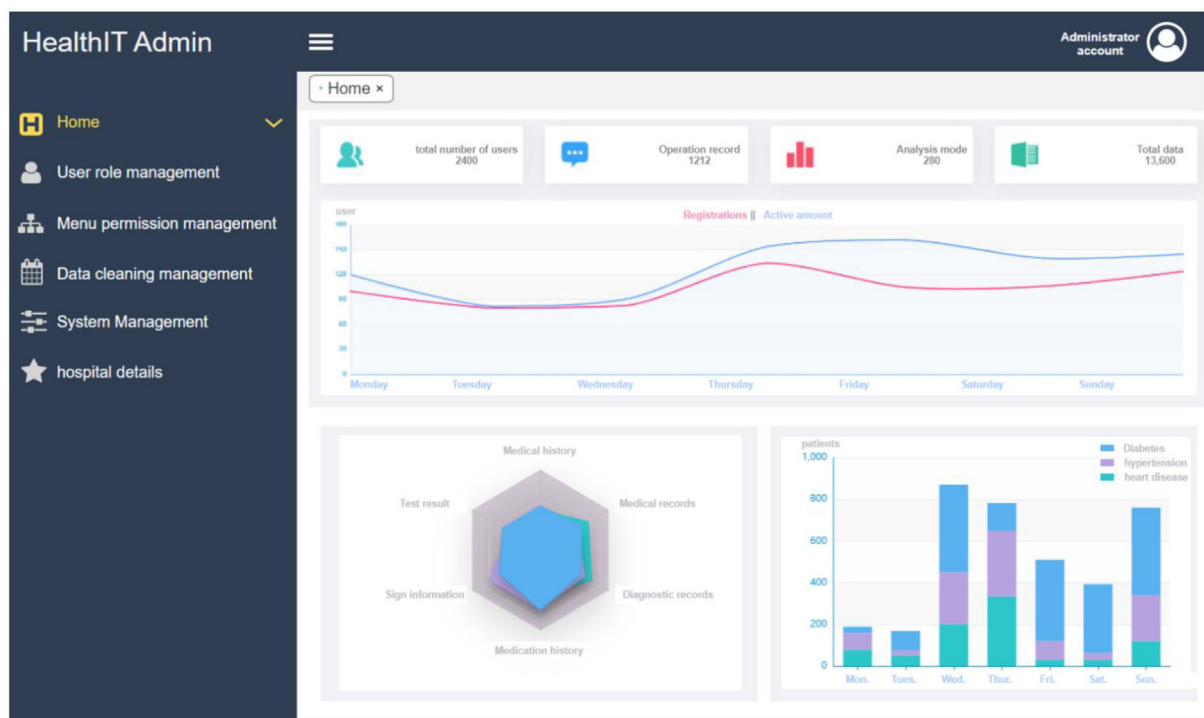 HealthIT Admin
Administrator
account
Home ×
Home
User role management
Menu permission management
Data cleaning management
System Management
hospital details
total number of users
2400
Operation record
1212
Analysis mode
280
Total data
13,600
user
Registrations || Active amount
180
150
120
90
60
30
0
Monday Tuesday Wednesday Thursday Friday Saturday Sunday
Medical history
Test result
Medical records
Sign information
Diagnostic records
Medication history
patients
Diabetes
hypertension
heart disease
1,000
800
600
400
200
0
Mon. Tues. Wed. Thur. Fri. Sat. Sun.